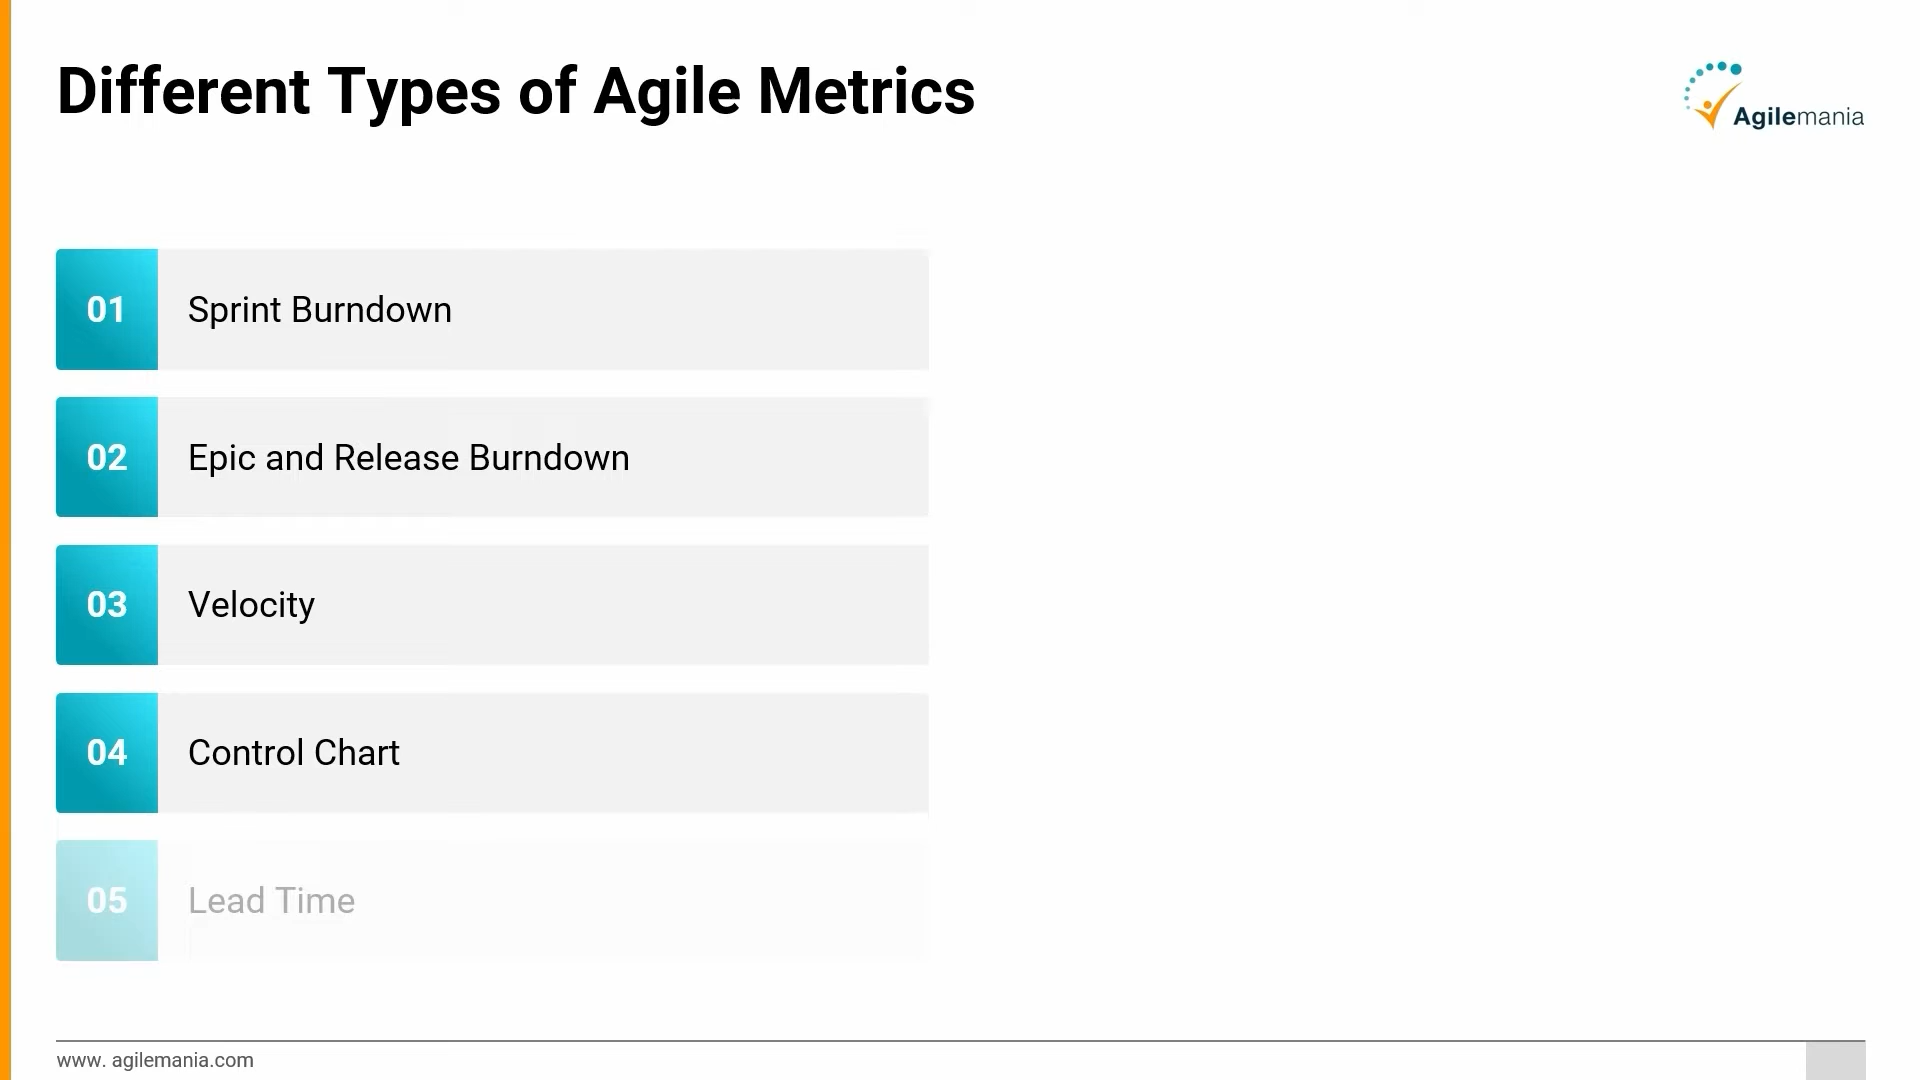 Different Types of Agile Metrics
Agilemania
01 Sprint Burndown
02 Epic and Release Burndown
03 Velocity
04 Control Chart
05 Lead Time
www. agilemania.com